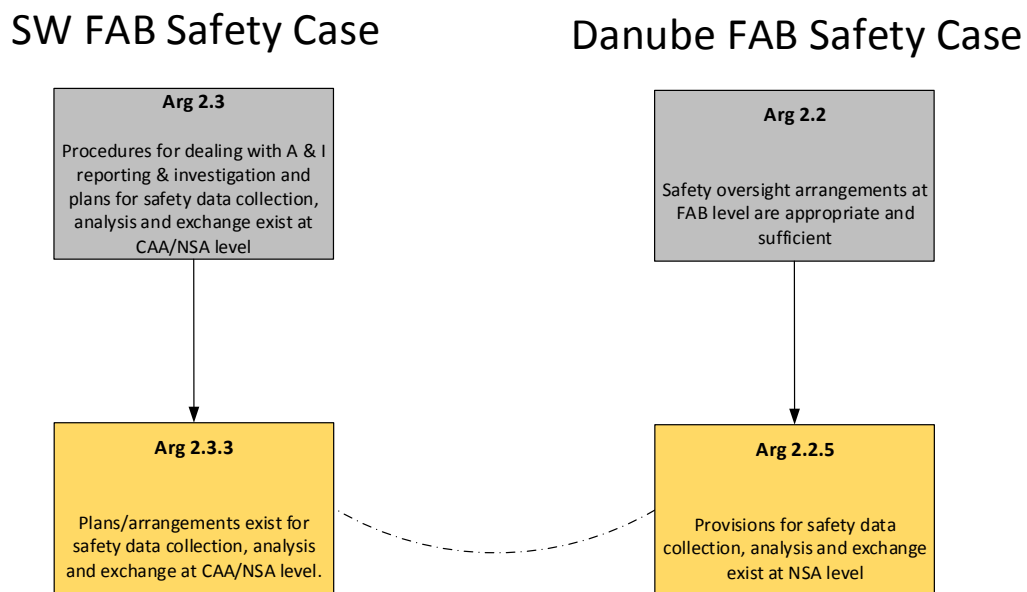 SW FAB Safety Case
Danube FAB Safety Case
Arg 2.3
Procedures for dealing with A & I
reporting & investigation and
plans for safety data collection,
analysis and exchange exist at
CAA/NSA level
Arg 2.2
Safety oversight arrangements at
FAB level are appropriate and
sufficient
Arg 2.3.3
Plans/arrangements exist for
safety data collection, analysis
and exchange at CAA/NSA level.
Arg 2.2.5
Provisions for safety data
collection, analysis and exchange
exist at NSA level